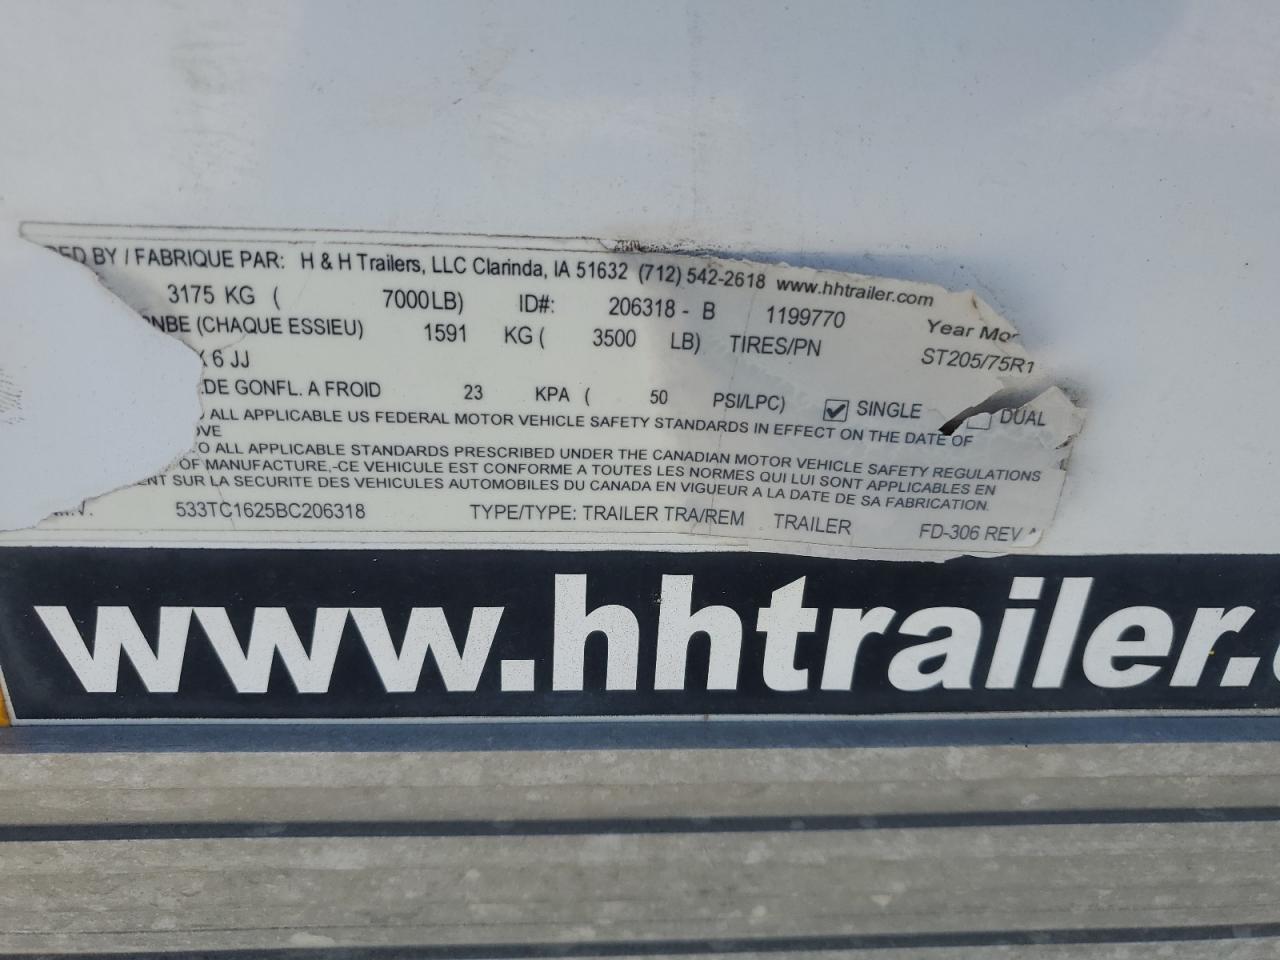 BY / FABRIQUE PAR: H & H Trailers, LLC Clarinda, IA 51632 (712) 542-2618 www.hhtrailer.com
3175 KG ( 7000LB) ID#: 206318 - B 1199770 Year
(CHAQUE ESSIEU) 1591 KG ( 3500 LB) TIRES/PN ST205/75R1
X 6 JJ
DE GONFL. A FROID 23 KPA ( 50 PSI/LPC) SINGLE DUAL
ALL APPLICABLE US FEDERAL MOTOR VEHICLE SAFETY STANDARDS IN EFFECT ON THE DATE OF
OVE
TO ALL APPLICABLE STANDARDS PRESCRIBED UNDER THE CANADIAN MOTOR VEHICLE SAFETY REGULATIONS
OF MANUFACTURE,-CE VEHICULE EST CONFORME A TOUTES LES NORMES QUI LUI SONT APPLICABLES EN
ENT SUR LA SECURITE DES VEHICULES AUTOMOBILES DU CANADA EN VIGUEUR A LA DATE DE SA FABRICATION.
533TC1625BC206318 TYPE/TYPE: TRAILER TRA/REM TRAILER FD-306 REV
www.hhtrailer.